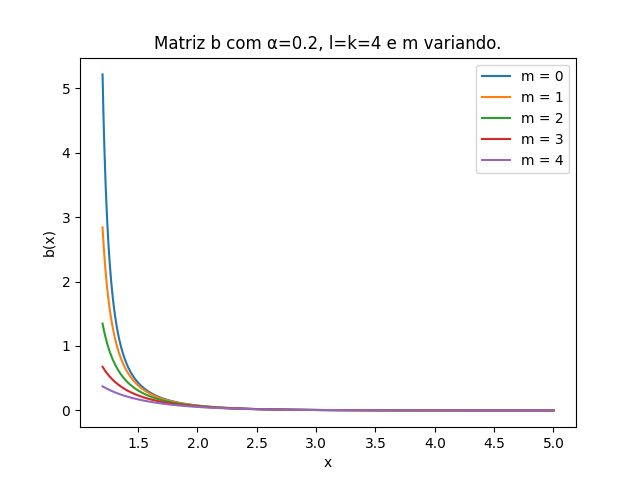 Matriz b com α=0.2, l=k=4 e m variando.
m = 0
m = 1
m = 2
m = 3
m = 4
b(x)
5
4
3
2
1
0
1.5 2.0 2.5 3.0 3.5 4.0 4.5 5.0
x